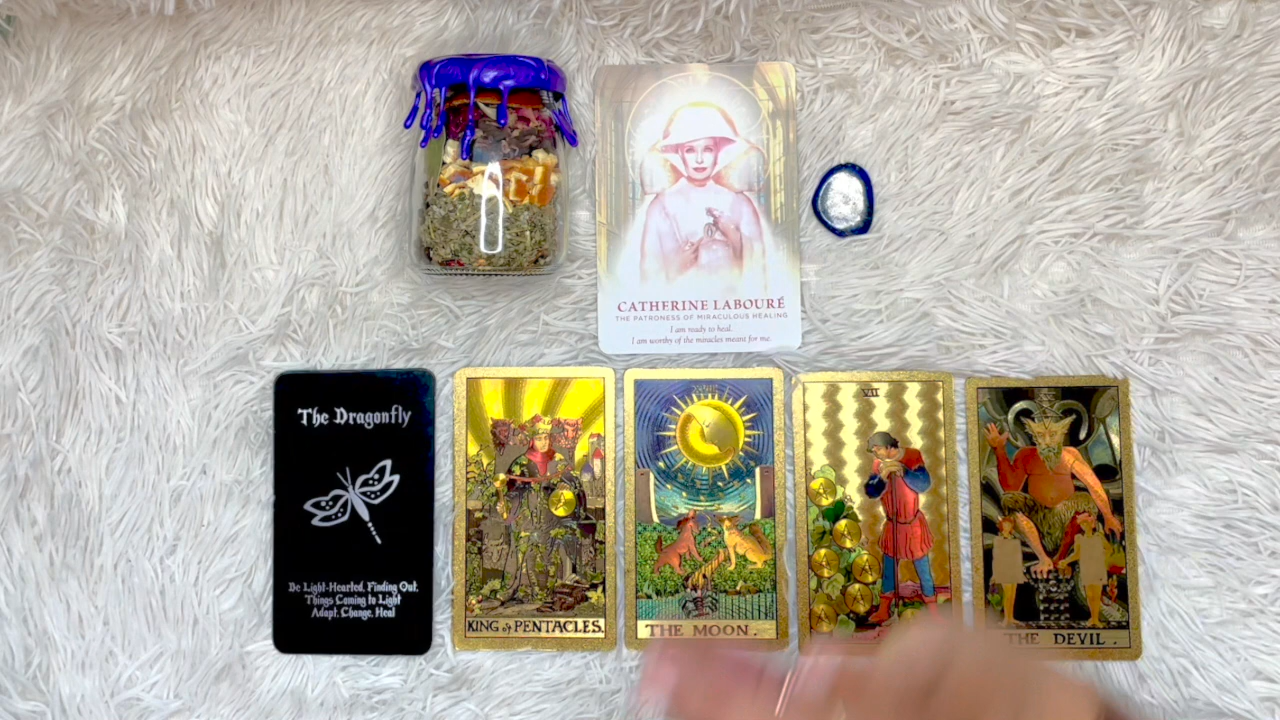 CATHERINE LABOURÉ
THE PATRONESS OF MIRACULOUS HEALING
I am ready to heal.
I am worthy of the miracles meant for me.
The Dragonfly
Be Light-Hearted, Finding Out,
Things Coming to Light
Adapt, Change, Heal
KING of PENTACLES.
XVIII
THE MOON.
VII
THE DEVIL.